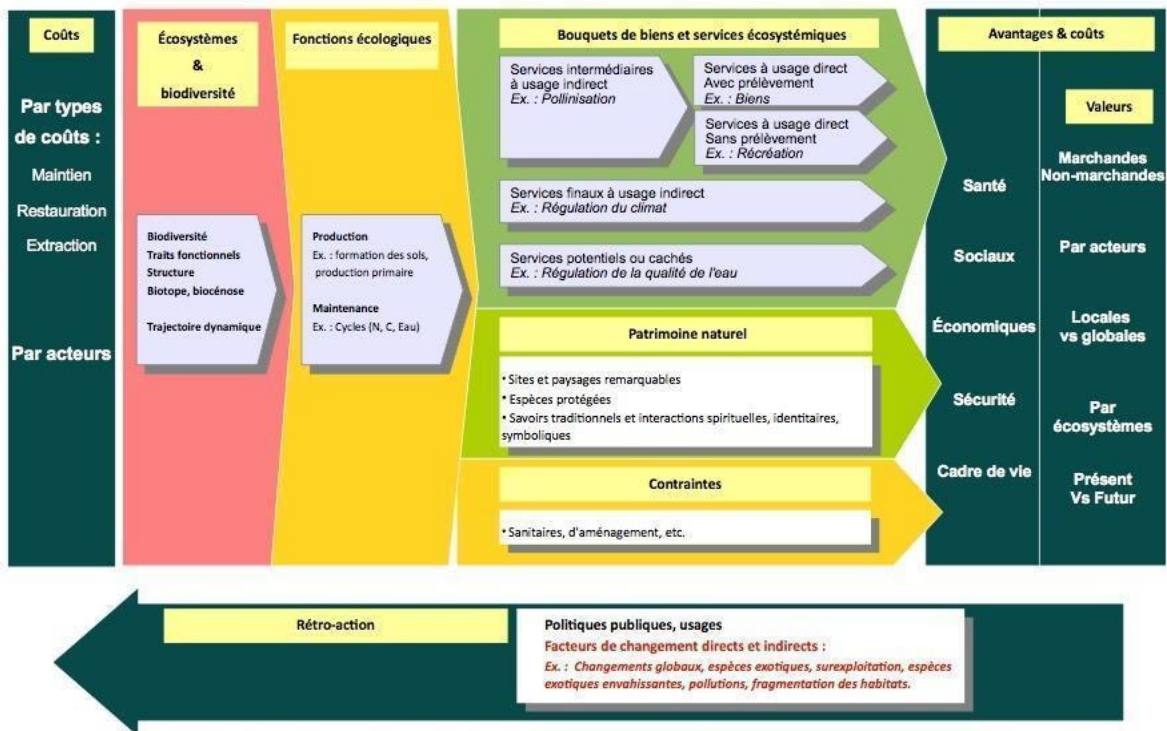 Coûts
Par types
de coûts :
Maintien
Restauration
Extraction
Par acteurs
Écosystèmes
&
biodiversité
Biodiversité
Traits fonctionnels
Structure
Biotope, biocénose
Trajectoire dynamique
Fonctions écologiques
Production
Ex. : formation des sols,
production primaire
Maintenance
Ex. : Cycles (N, C, Eau)
Bouquets de biens et services écosystémiques
Services intermédiaires
à usage indirect
Ex. : Pollinisation
Services à usage direct
Avec prélèvement
Ex. : Biens
Services à usage direct
Sans prélèvement
Ex. : Récréation
Services finaux à usage indirect
Ex. : Régulation du climat
Services potentiels ou cachés
Ex. : Régulation de la qualité de l'eau
Patrimoine naturel
• Sites et paysages remarquables
• Espèces protégées
• Savoirs traditionnels et interactions spirituelles, identitaires,
symboliques
Contraintes
• Sanitaires, d'aménagement, etc.
Avantages & coûts
Santé
Sociaux
Économiques
Sécurité
Cadre de vie
Valeurs
Marchandes
Non-marchandes
Par acteurs
Locales
vs globales
Par
écosystèmes
Présent
Vs Futur
Rétro-action
Politiques publiques, usages
Facteurs de changement directs et indirects :
Ex. : Changements globaux, espèces exotiques, surexploitation, espèces
exotiques envahissantes, pollutions, fragmentation des habitats.